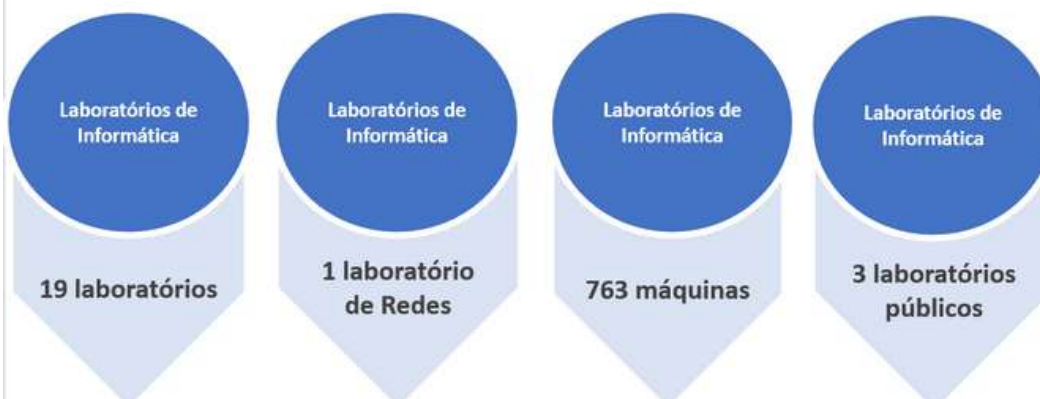 Laboratórios de
Informática
19 laboratórios
Laboratórios de
Informática
1 laboratório
de Redes
Laboratórios de
Informática
763 máquinas
Laboratórios de
Informática
3 laboratórios
públicos